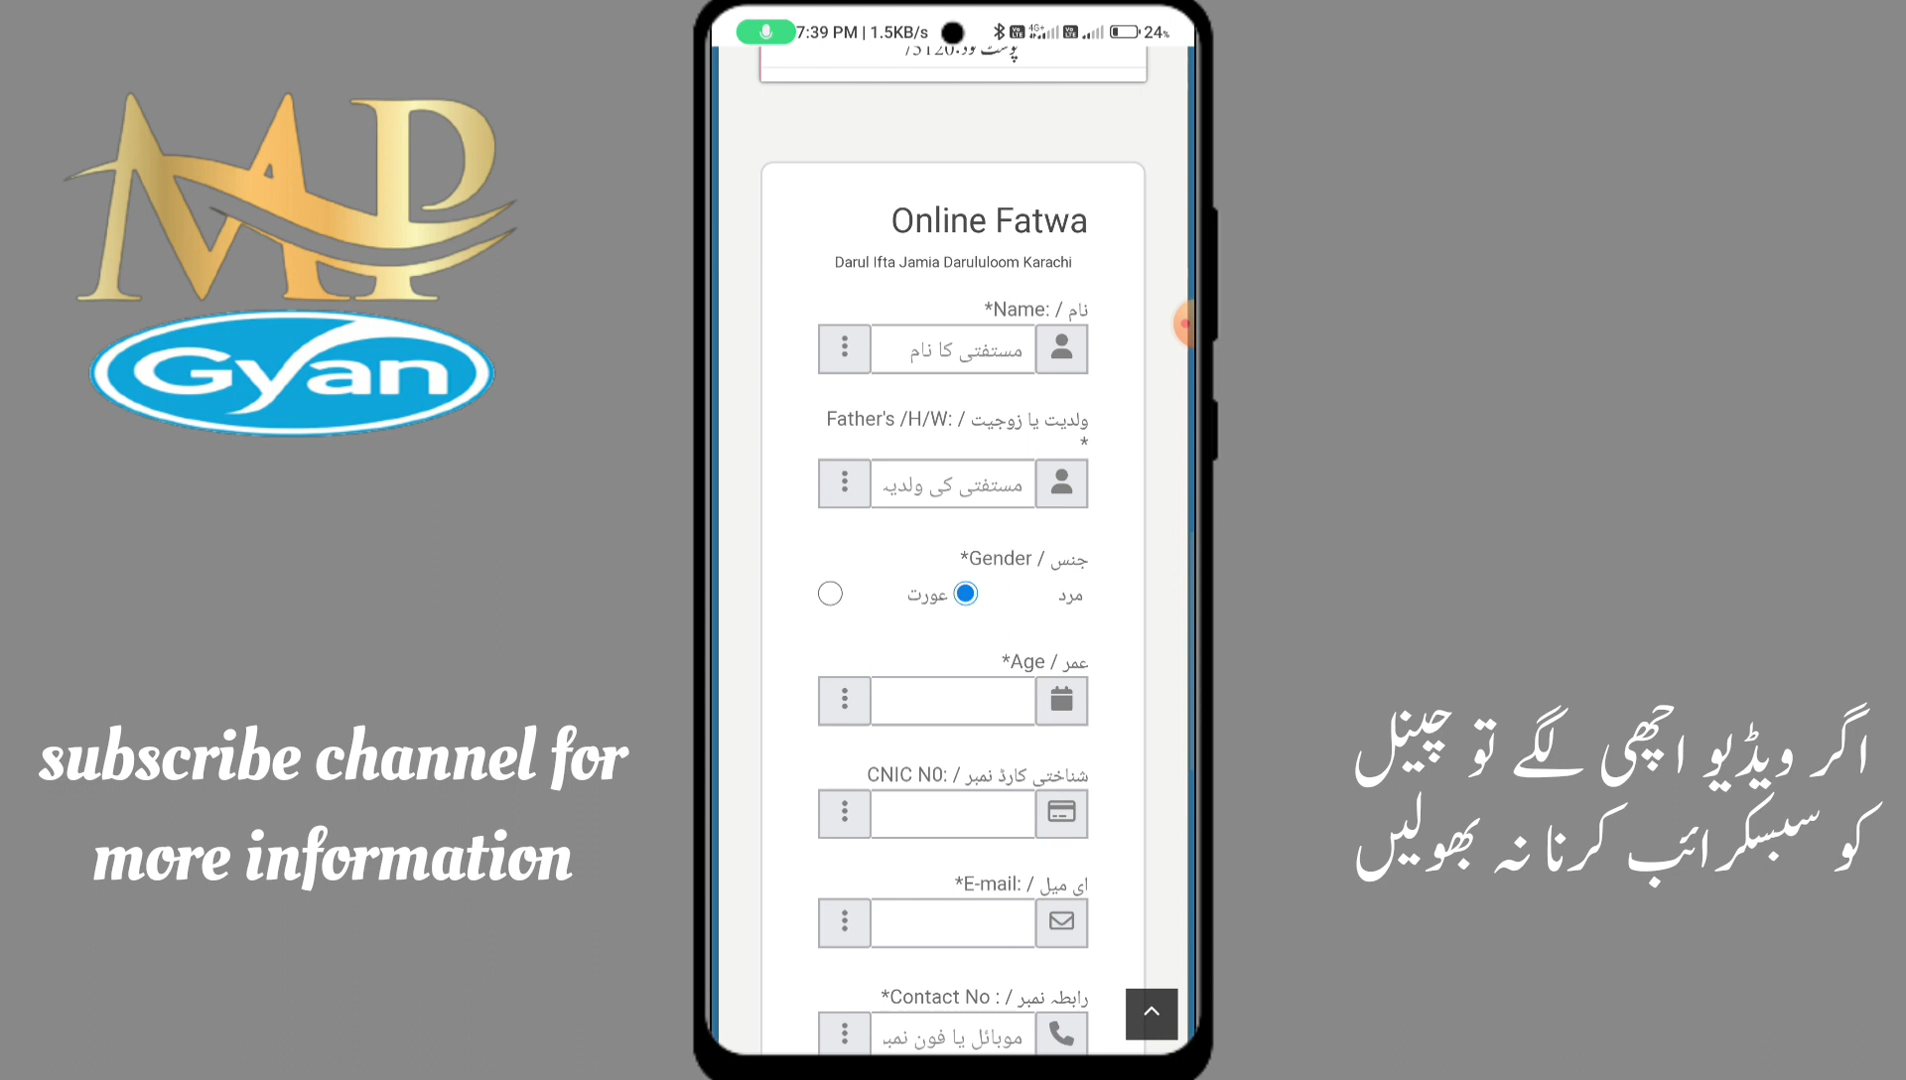 7:39 PM | 1.5KB/s
24%
MP
Gyan
Online Fatwa
Darul Ifta Jamia Darululoom Karachi
نام / Name:*
مستفتی کا نام
ولدیت یا زوجیت / Father's /H/W:
*
مستفتی کی ولدیہ
جنس / Gender*
مرد
عورت
عمر / Age*
شناختی کارڈ نمبر / CNIC N0:
ای میل / E-mail:*
رابطہ نمبر / Contact No :*
موبائل یا فون نمبر
subscribe channel for
more information
اگر ویڈیو اچھی لگے تو چینل
کو سبسکرائب کرنا نہ بھولیں